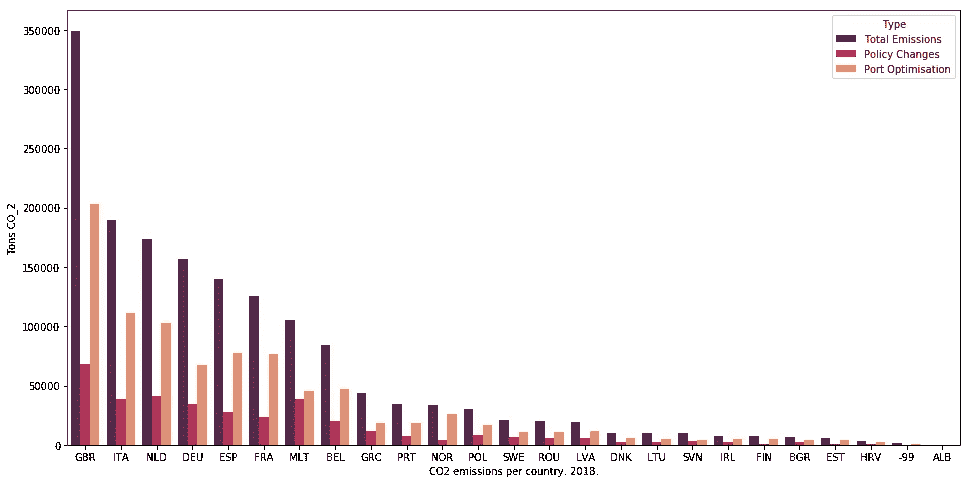 Type
Total Emissions
Policy Changes
Port Optimisation
350000
300000
250000
200000
150000
100000
50000
0
Tons CO_2
GBR ITA NLD DEU ESP FRA MLT BEL GRC PRT NOR POL SWE ROU LVA DNK LTU SVN IRL FIN BGR EST HRV -99 ALB
CO2 emissions per country. 2018.